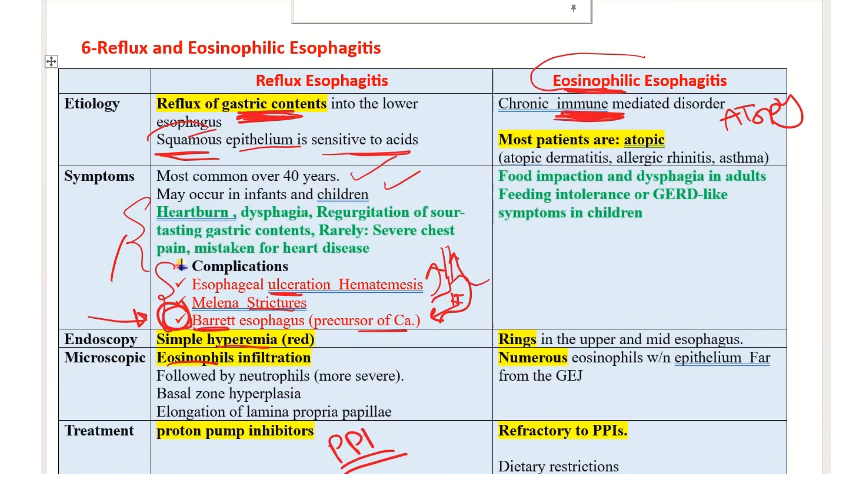 6-Reflux and Eosinophilic Esophagitis
Reflux Esophagitis
Eosinophilic Esophagitis
Etiology
Reflux of gastric contents into the lower
esophagus
Squamous epithelium is sensitive to acids
Chronic immune mediated disorder
ATopy
Most patients are: atopic
(atopic dermatitis, allergic rhinitis, asthma)
Symptoms
Most common over 40 years.
May occur in infants and children
Heartburn , dysphagia, Regurgitation of sour-
tasting gastric contents, Rarely: Severe chest
pain, mistaken for heart disease
Complications
Esophageal ulceration Hematemesis
Melena Strictures
Barrett esophagus (precursor of Ca.)
Food impaction and dysphagia in adults
Feeding intolerance or GERD-like
symptoms in children
Endoscopy
Simple hyperemia (red)
Rings in the upper and mid esophagus.
Microscopic
Eosinophils infiltration
Followed by neutrophils (more severe).
Basal zone hyperplasia
Elongation of lamina propria papillae
Numerous eosinophils w/n epithelium Far
from the GEJ
Treatment
proton pump inhibitors
PPI
Refractory to PPIs.
Dietary restrictions